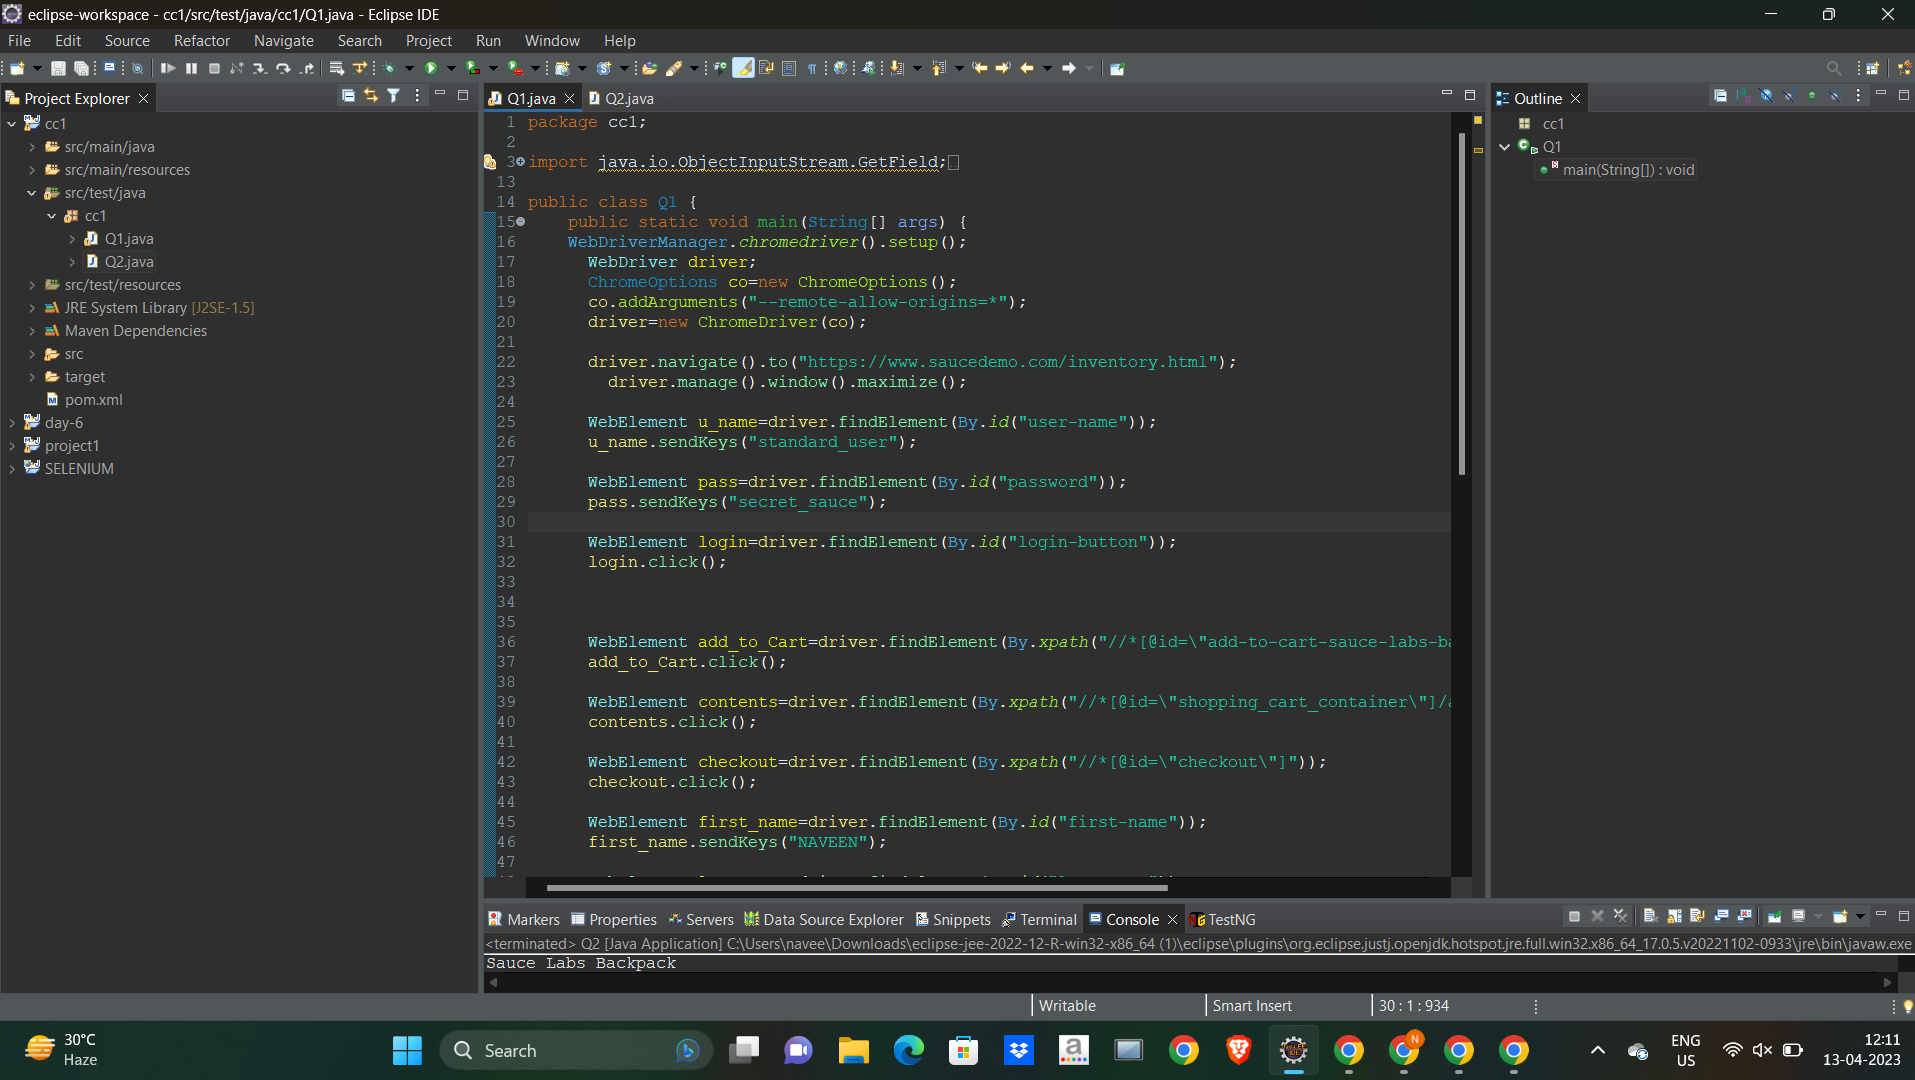 eclipse-workspace - cc1/src/test/java/cc1/Q1.java - Eclipse IDE
File Edit Source Refactor Navigate Search Project Run Window Help
Project Explorer
cc1
src/main/java
src/main/resources
src/test/java
cc1
Q1.java
Q2.java
src/test/resources
JRE System Library [J2SE-1.5]
Maven Dependencies
src
target
pom.xml
day-6
project1
SELENIUM
Q1.java Q2.java
1 package cc1;
2
3 import java.io.ObjectInputStream.GetField;
13
14 public class Q1 {
15 public static void main(String[] args) {
16 WebDriverManager.chromedriver().setup();
17 WebDriver driver;
18 ChromeOptions co=new ChromeOptions();
19 co.addArguments("--remote-allow-origins=*");
20 driver=new ChromeDriver(co);
21
22 driver.navigate().to("https://www.saucedemo.com/inventory.html");
23 driver.manage().window().maximize();
24
25 WebElement u_name=driver.findElement(By.id("user-name"));
26 u_name.sendKeys("standard_user");
27
28 WebElement pass=driver.findElement(By.id("password"));
29 pass.sendKeys("secret_sauce");
30
31 WebElement login=driver.findElement(By.id("login-button"));
32 login.click();
33
34
35
36 WebElement add_to_Cart=driver.findElement(By.xpath("//*[@id=\"add-to-cart-sauce-labs-ba
37 add_to_Cart.click();
38
39 WebElement contents=driver.findElement(By.xpath("//*[@id=\"shopping_cart_container\"]/a
40 contents.click();
41
42 WebElement checkout=driver.findElement(By.xpath("//*[@id=\"checkout\"]"));
43 checkout.click();
44
45 WebElement first_name=driver.findElement(By.id("first-name"));
46 first_name.sendKeys("NAVEEN");
47
Outline
cc1
Q1
main(String[]) : void
Markers Properties Servers Data Source Explorer Snippets Terminal Console TestNG
<terminated> Q2 [Java Application] C:\Users\navee\Downloads\eclipse-jee-2022-12-R-win32-x86_64 (1)\eclipse\plugins\org.eclipse.justj.openjdk.hotspot.jre.full.win32.x86_64_17.0.5.v20221102-0933\jre\bin\javaw.exe
Sauce Labs Backpack
Writable Smart Insert 30 : 1 : 934
30°C
Haze
Search
ENG
US
12:11
13-04-2023